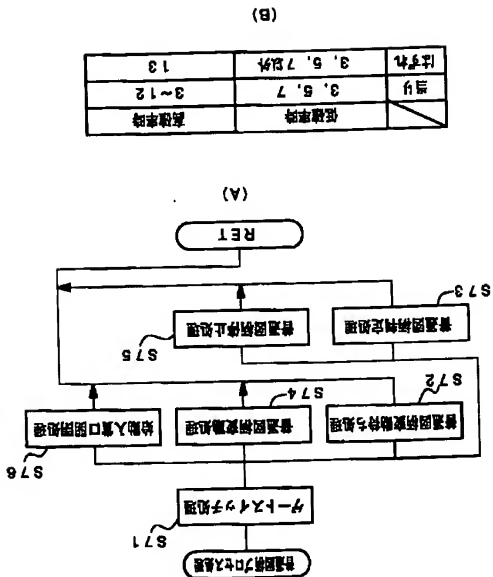 普通図柄プロセス処理
ゲートスイッチ処理
S71
普通図柄変動待ち処理
S72
普通図柄変動処理
S74
始動入賞口開閉処理
S76
普通図柄判定処理
S73
普通図柄停止処理
S75
RET
(A)
低確率時 高確率時
当り 3, 5, 7 3~12
はずれ 3, 5, 7以外 13
(B)